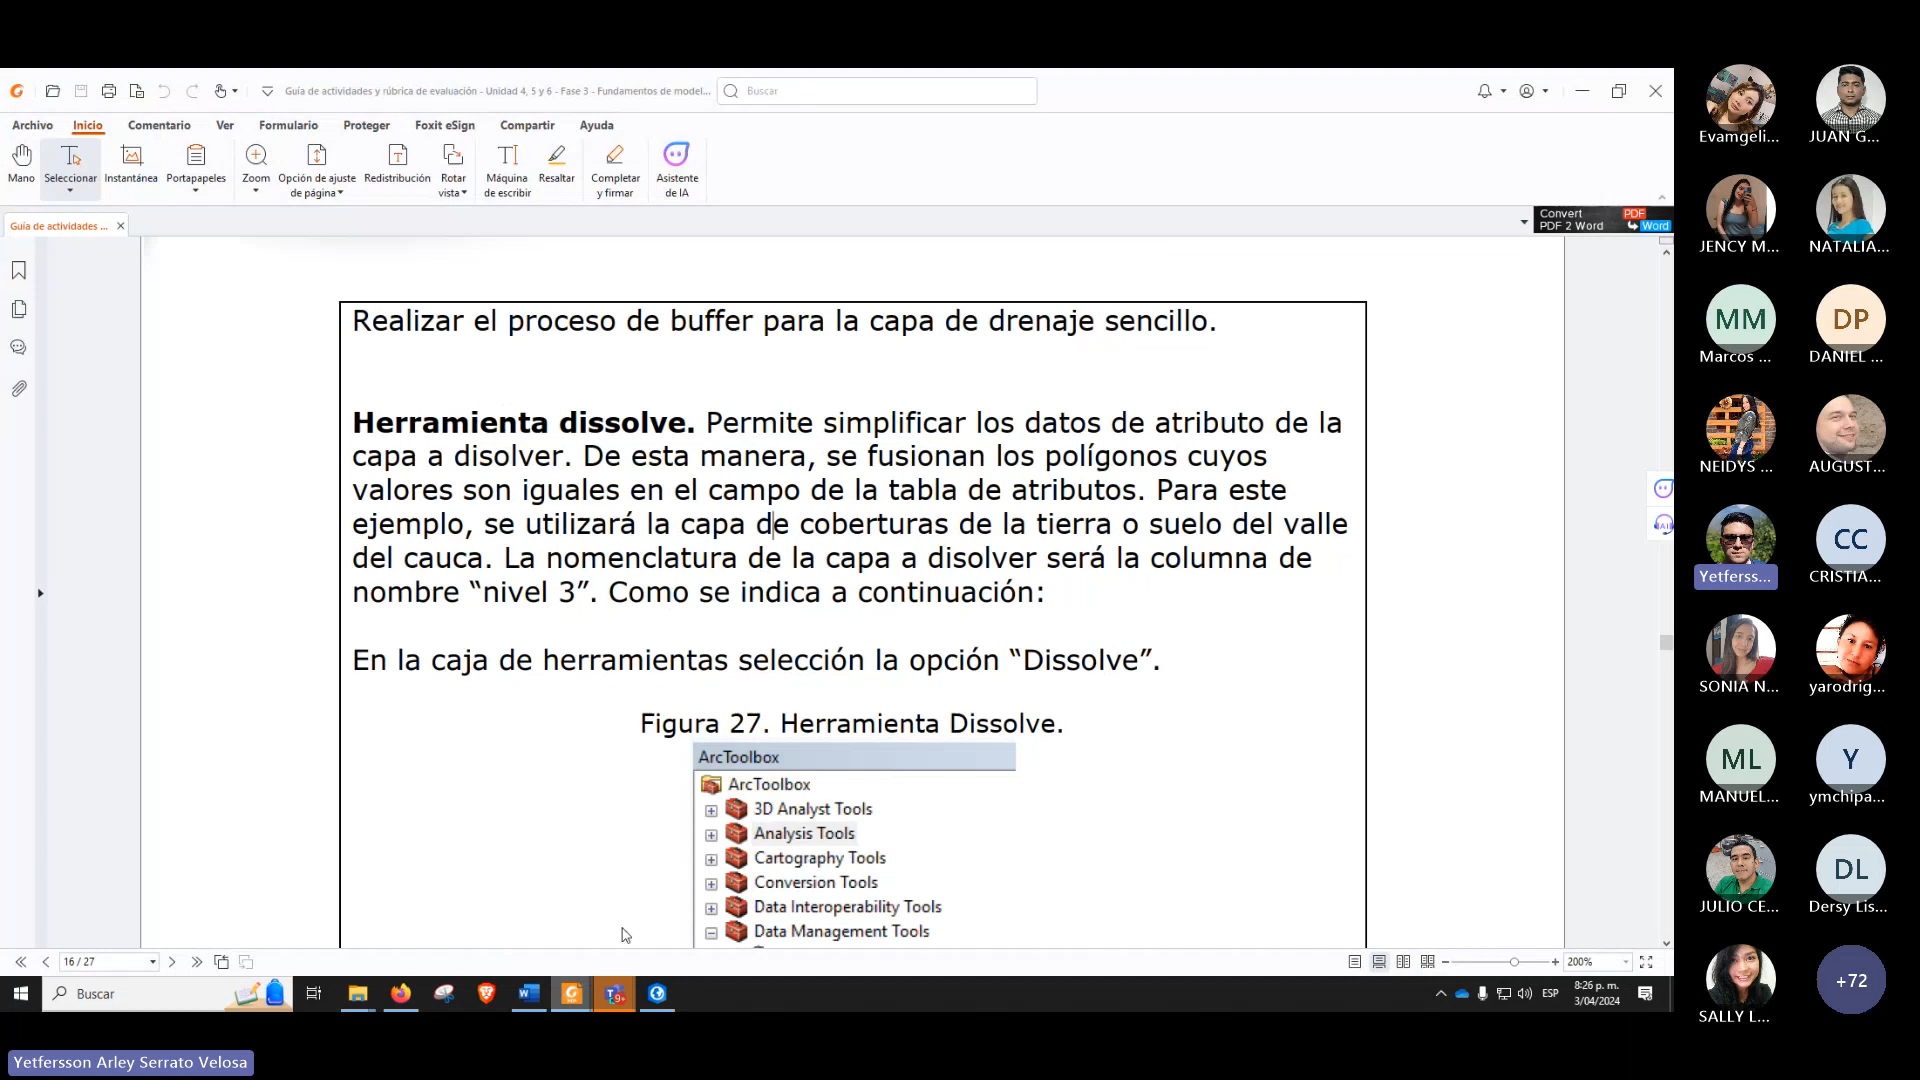 Guía de actividades y rúbrica de evaluación - Unidad 4, 5 y 6 - Fase 3 - Fundamentos de model...
Buscar
Archivo Inicio Comentario Ver Formulario Proteger Foxit eSign Compartir Ayuda
Mano
Seleccionar
Instantánea
Portapapeles
Zoom
Opción de ajuste de página
Redistribución
Rotar vista
Máquina de escribir
Resaltar
Completar y firmar
Asistente de IA
Guía de actividades ...
Convert PDF
PDF 2 Word Word
Realizar el proceso de buffer para la capa de drenaje sencillo.
Herramienta dissolve. Permite simplificar los datos de atributo de la
capa a disolver. De esta manera, se fusionan los polígonos cuyos
valores son iguales en el campo de la tabla de atributos. Para este
ejemplo, se utilizará la capa de coberturas de la tierra o suelo del valle
del cauca. La nomenclatura de la capa a disolver será la columna de
nombre “nivel 3”. Como se indica a continuación:
En la caja de herramientas selección la opción “Dissolve”.
Figura 27. Herramienta Dissolve.
ArcToolbox
ArcToolbox
3D Analyst Tools
Analysis Tools
Cartography Tools
Conversion Tools
Data Interoperability Tools
Data Management Tools
16 / 27
200%
Buscar
9+
ESP
8:26 p. m.
3/04/2024
Yetfersson Arley Serrato Velosa
Evamgeli... JUAN G...
JENCY M... NATALIA...
MM DP
Marcos ... DANIEL ...
NEIDYS ... AUGUST...
CC
Yetferss... CRISTIA...
SONIA N... yarodrig...
ML Y
MANUEL... ymchipa...
DL
JULIO CE... Dersy Lis...
+72
SALLY L...